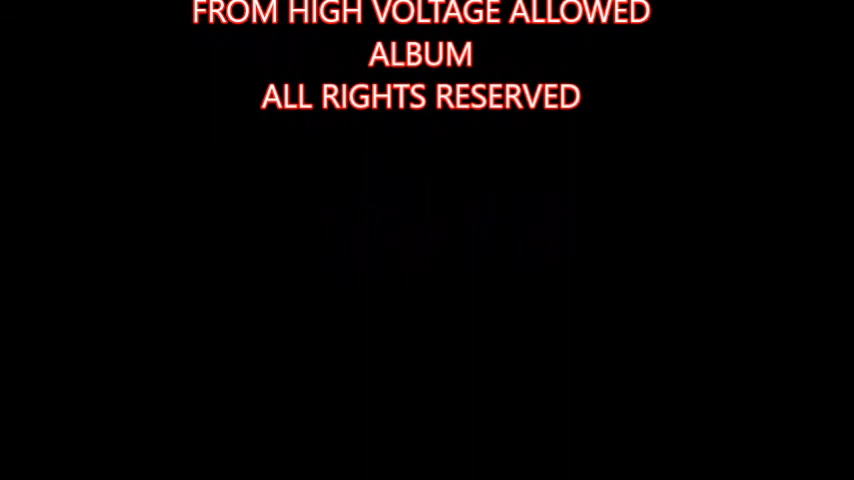 FROM HIGH VOLTAGE ALLOWED
ALBUM
ALL RIGHTS RESERVED